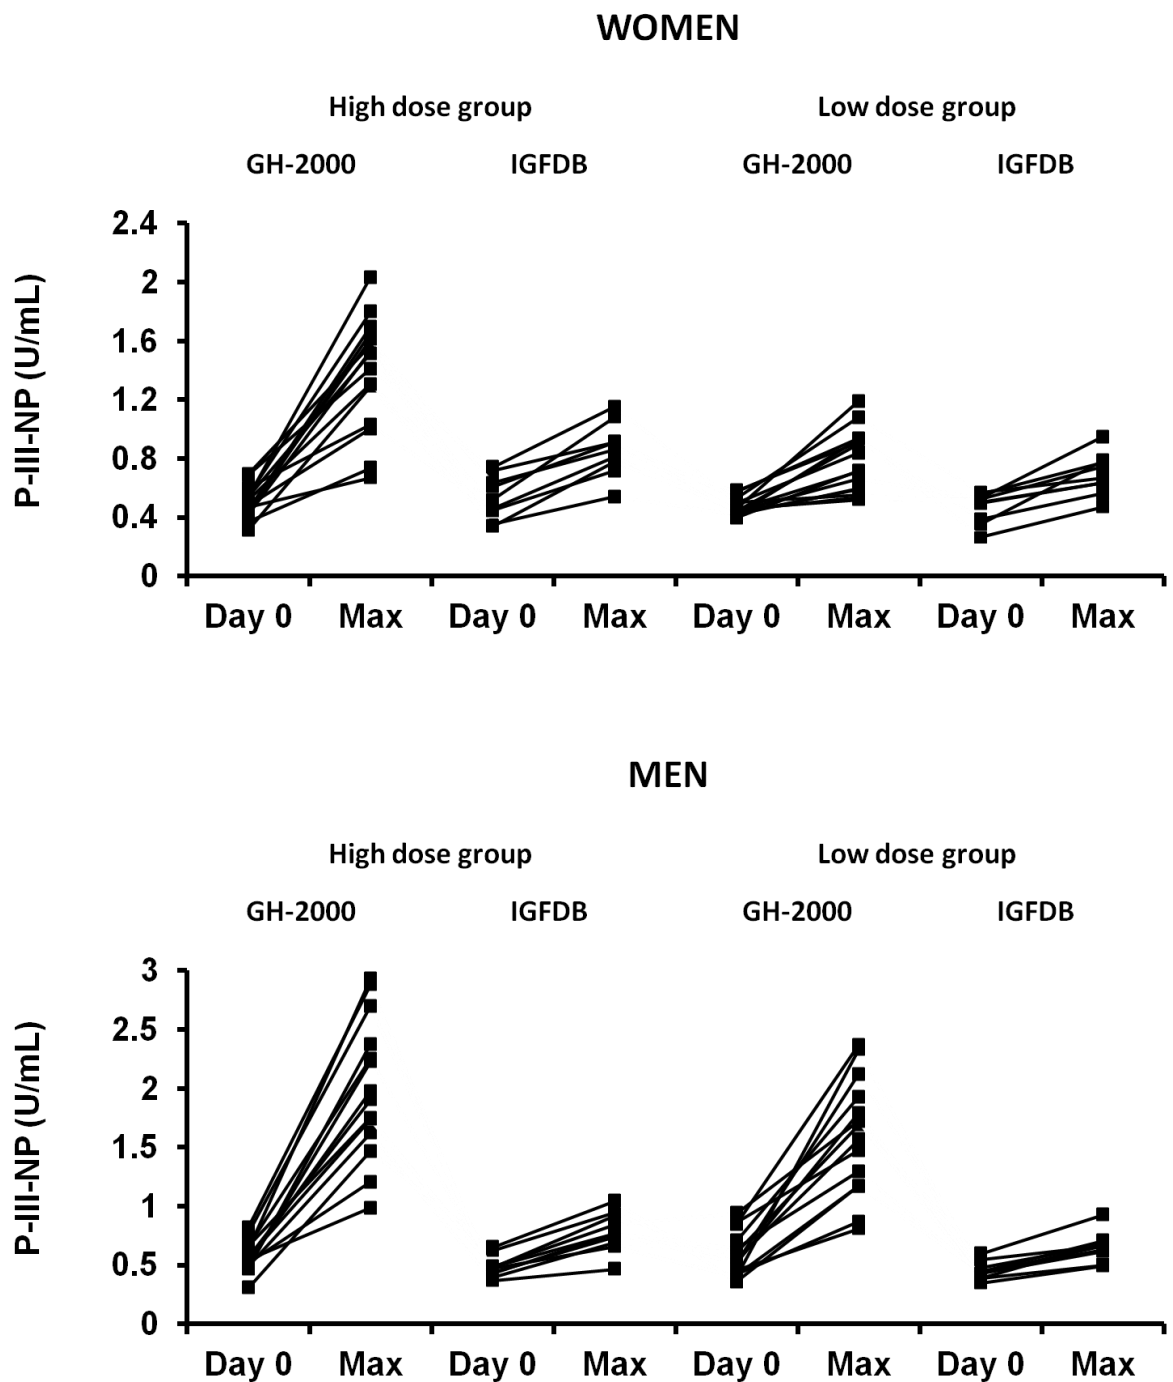 WOMEN
High dose group Low dose group
GH-2000 IGFDB GH-2000 IGFDB
P-III-NP (U/mL)
2.4
2
1.6
1.2
0.8
0.4
0
Day 0 Max Day 0 Max Day 0 Max Day 0 Max
MEN
High dose group Low dose group
GH-2000 IGFDB GH-2000 IGFDB
P-III-NP (U/mL)
3
2.5
2
1.5
1
0.5
0
Day 0 Max Day 0 Max Day 0 Max Day 0 Max